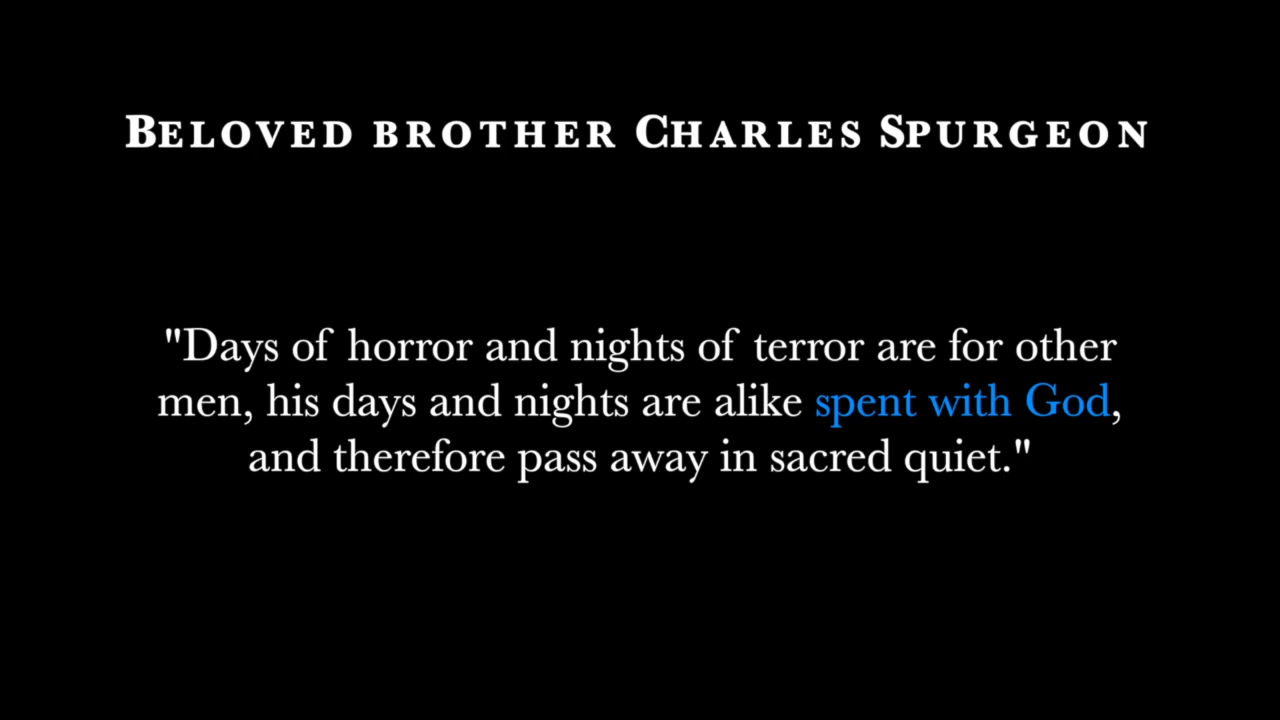 Beloved brother Charles Spurgeon
"Days of horror and nights of terror are for other
men, his days and nights are alike spent with God,
and therefore pass away in sacred quiet."